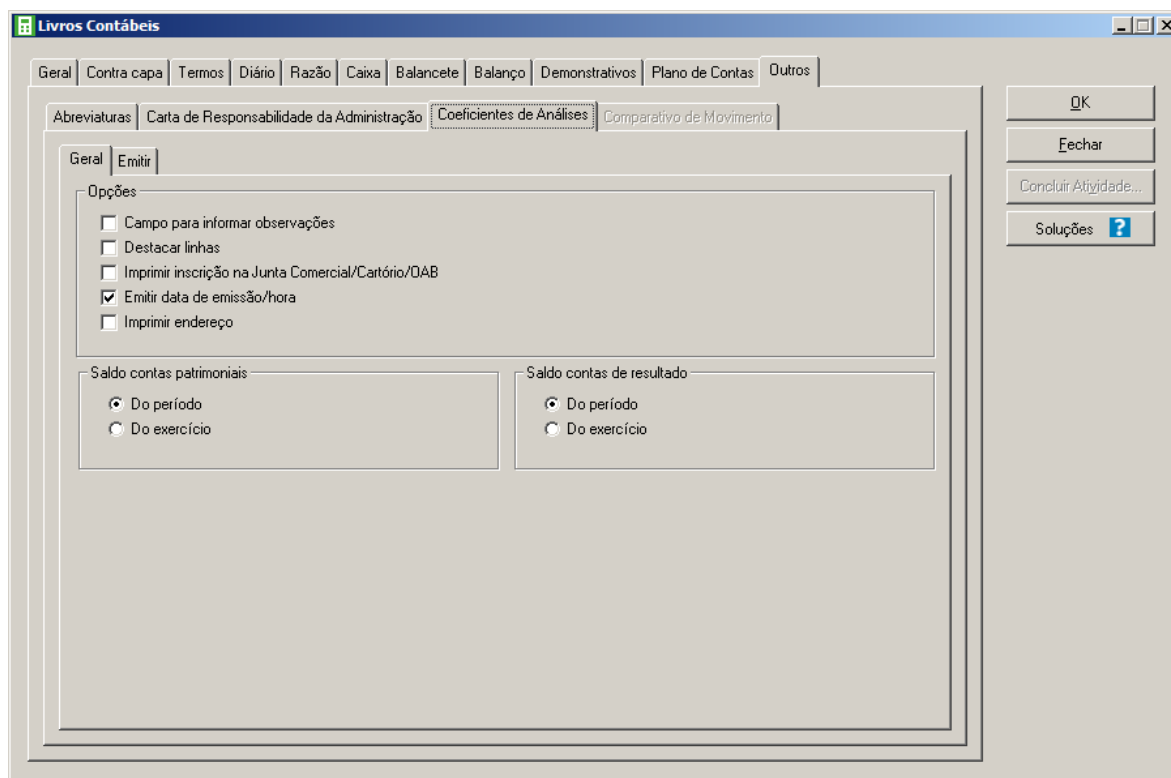 Livros Contábeis
Geral Contra capa Termos Diário Razão Caixa Balancete Balanço Demonstrativos Plano de Contas Outros
Abreviaturas Carta de Responsabilidade da Administração Coeficientes de Análises Comparativo de Movimento
Geral Emitir
Opções
Campo para informar observações
Destacar linhas
Imprimir inscrição na Junta Comercial/Cartório/OAB
Emitir data de emissão/hora
Imprimir endereço
Saldo contas patrimoniais
Do período
Do exercício
Saldo contas de resultado
Do período
Do exercício
OK
Fechar
Concluir Atividade...
Soluções ?